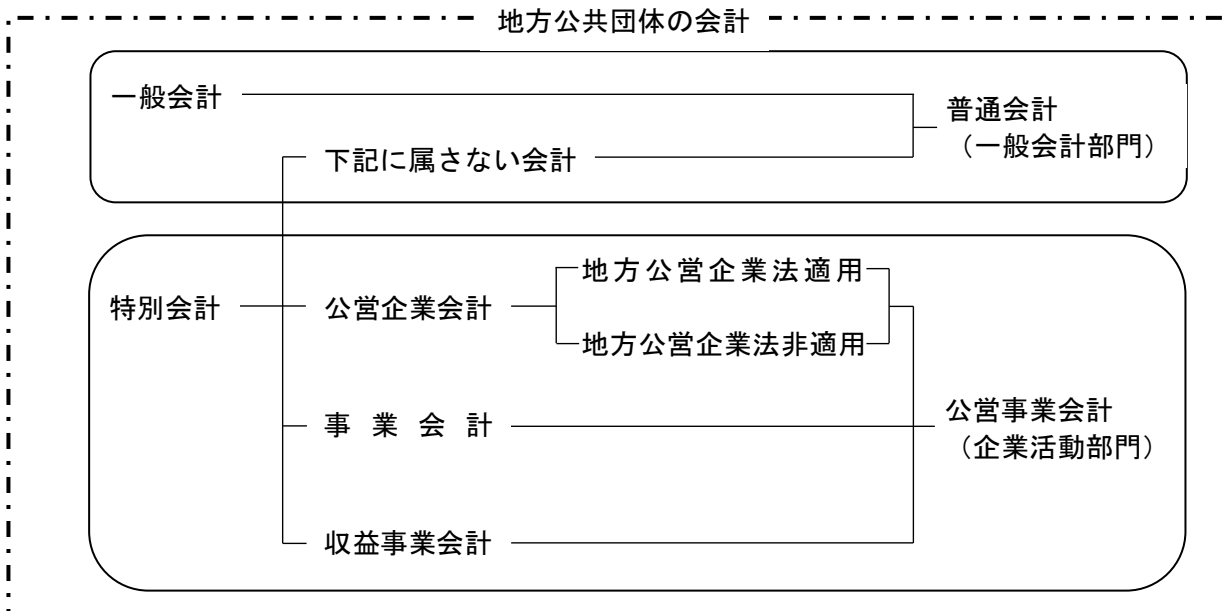 地方公共団体の会計
一般会計
普通会計
(一般会計部門)
下記に属さない会計
特別会計
公営企業会計
地方公営企業法適用
地方公営企業法非適用
事業会計
公営事業会計
(企業活動部門)
収益事業会計